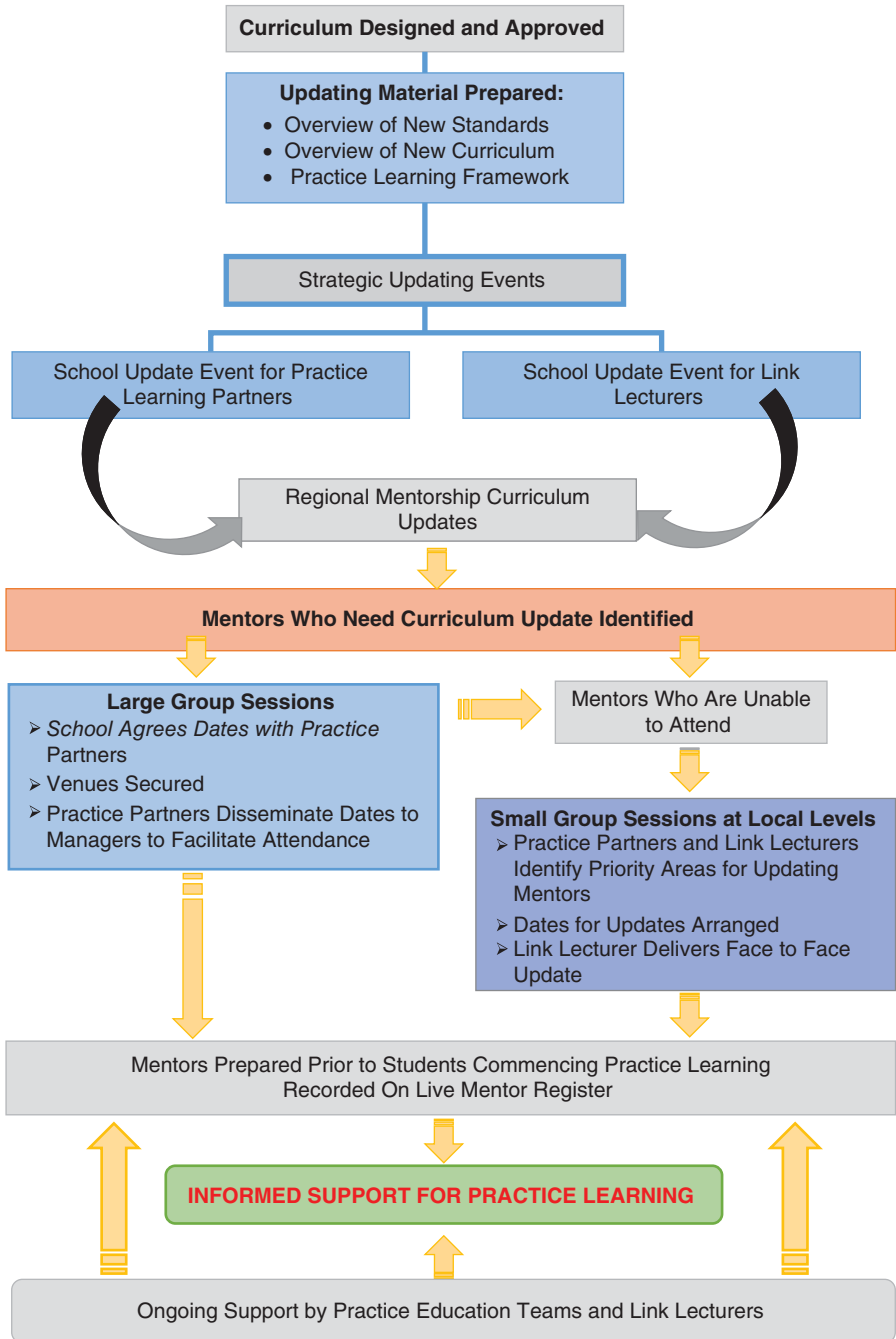 Curriculum Designed and Approved
Updating Material Prepared:
• Overview of New Standards
• Overview of New Curriculum
• Practice Learning Framework
Strategic Updating Events
School Update Event for Practice
Learning Partners
School Update Event for Link
Lecturers
Regional Mentorship Curriculum
Updates
Mentors Who Need Curriculum Update Identified
Large Group Sessions
➢ School Agrees Dates with Practice
Partners
➢ Venues Secured
➢ Practice Partners Disseminate Dates to
Managers to Facilitate Attendance
Mentors Who Are Unable
to Attend
Small Group Sessions at Local Levels
➢ Practice Partners and Link Lecturers
Identify Priority Areas for Updating
Mentors
➢ Dates for Updates Arranged
➢ Link Lecturer Delivers Face to Face
Update
Mentors Prepared Prior to Students Commencing Practice Learning
Recorded On Live Mentor Register
INFORMED SUPPORT FOR PRACTICE LEARNING
Ongoing Support by Practice Education Teams and Link Lecturers